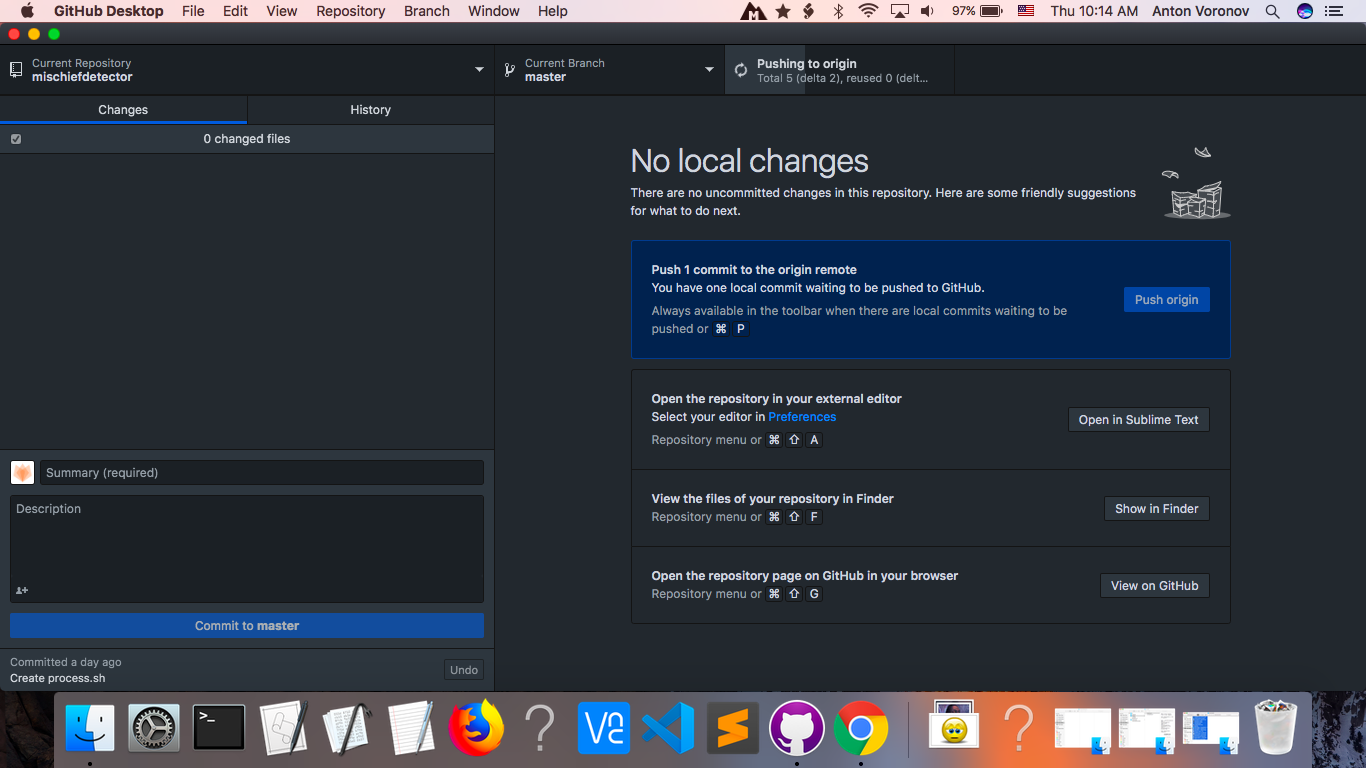 GitHub Desktop File Edit View Repository Branch Window Help 97% Thu 10:14 AM Anton Voronov
Current Repository
mischiefdetector
Current Branch
master
Pushing to origin
Total 5 (delta 2), reused 0 (delt...
Changes History
0 changed files
No local changes
There are no uncommitted changes in this repository. Here are some friendly suggestions
for what to do next.
Push 1 commit to the origin remote
You have one local commit waiting to be pushed to GitHub.
Always available in the toolbar when there are local commits waiting to be
pushed or ⌘ P
Push origin
Open the repository in your external editor
Select your editor in Preferences
Repository menu or ⌘ ⇧ A
Open in Sublime Text
View the files of your repository in Finder
Repository menu or ⌘ ⇧ F
Show in Finder
Open the repository page on GitHub in your browser
Repository menu or ⌘ ⇧ G
View on GitHub
Summary (required)
Description
Commit to master
Committed a day ago
Create process.sh
Undo
>_
? 
?